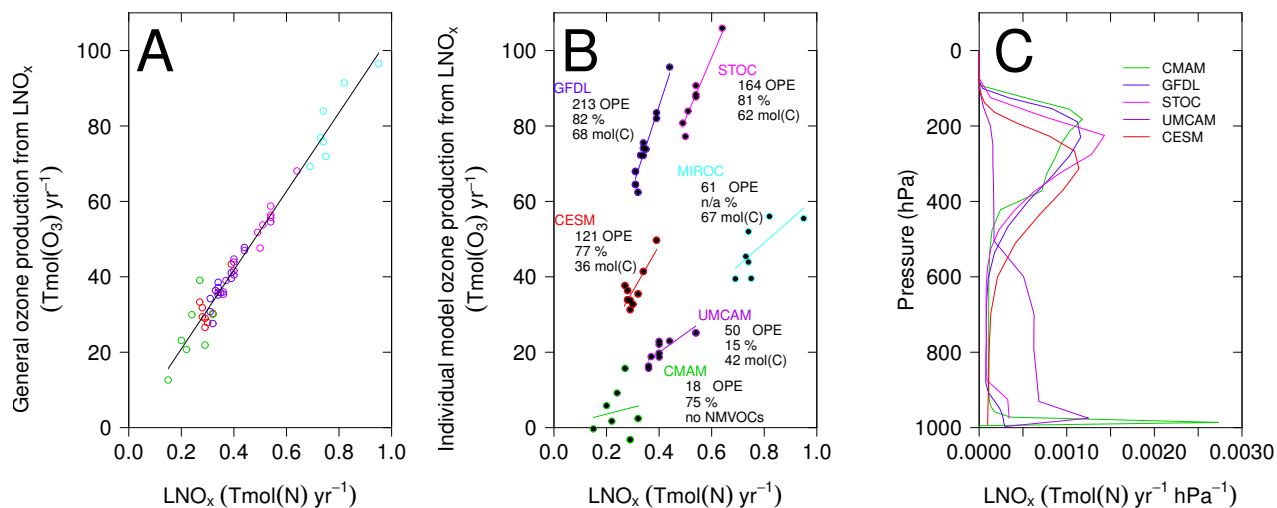 A
General ozone production from LNOₓ
(Tmol(O₃) yr⁻¹)
100
80
60
40
20
0
0.0 0.2 0.4 0.6 0.8 1.0
LNOₓ (Tmol(N) yr⁻¹)
B
Individual model ozone production from LNOₓ
(Tmol(O₃) yr⁻¹)
100
80
60
40
20
0
GFDL
213 OPE
82 %
68 mol(C)
STOC
164 OPE
81 %
62 mol(C)
MIROC
61 OPE
n/a %
67 mol(C)
CESM
121 OPE
77 %
36 mol(C)
UMCAM
50 OPE
15 %
42 mol(C)
CMAM
18 OPE
75 %
no NMVOCs
0.0 0.2 0.4 0.6 0.8 1.0
LNOₓ (Tmol(N) yr⁻¹)
C
Pressure (hPa)
0
200
400
600
800
1000
CMAM
GFDL
STOC
UMCAM
CESM
0.0000 0.0010 0.0020 0.0030
LNOₓ (Tmol(N) yr⁻¹ hPa⁻¹)